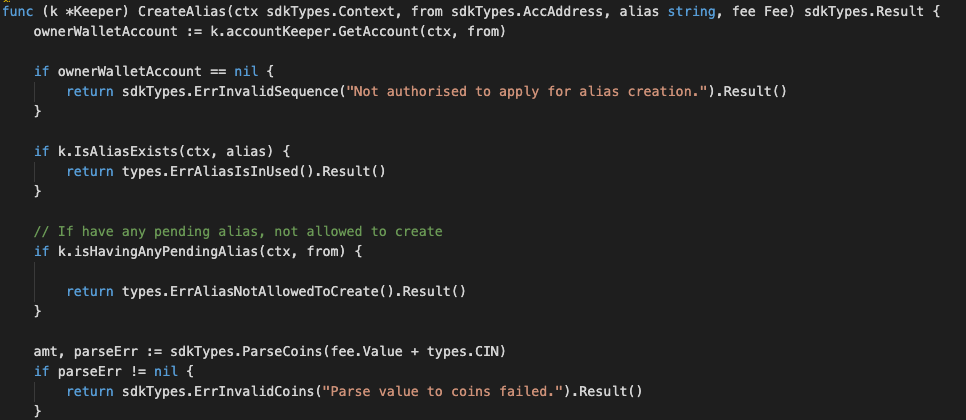 func (k *Keeper) CreateAlias(ctx sdkTypes.Context, from sdkTypes.AccAddress, alias string, fee Fee) sdkTypes.Result {
ownerWalletAccount := k.accountKeeper.GetAccount(ctx, from)
if ownerWalletAccount == nil {
return sdkTypes.ErrInvalidSequence("Not authorised to apply for alias creation.").Result()
}
if k.IsAliasExists(ctx, alias) {
return types.ErrAliasIsInUsed().Result()
}
// If have any pending alias, not allowed to create
if k.isHavingAnyPendingAlias(ctx, from) {
return types.ErrAliasNotAllowedToCreate().Result()
}
amt, parseErr := sdkTypes.ParseCoins(fee.Value + types.CIN)
if parseErr != nil {
return sdkTypes.ErrInvalidCoins("Parse value to coins failed.").Result()
}